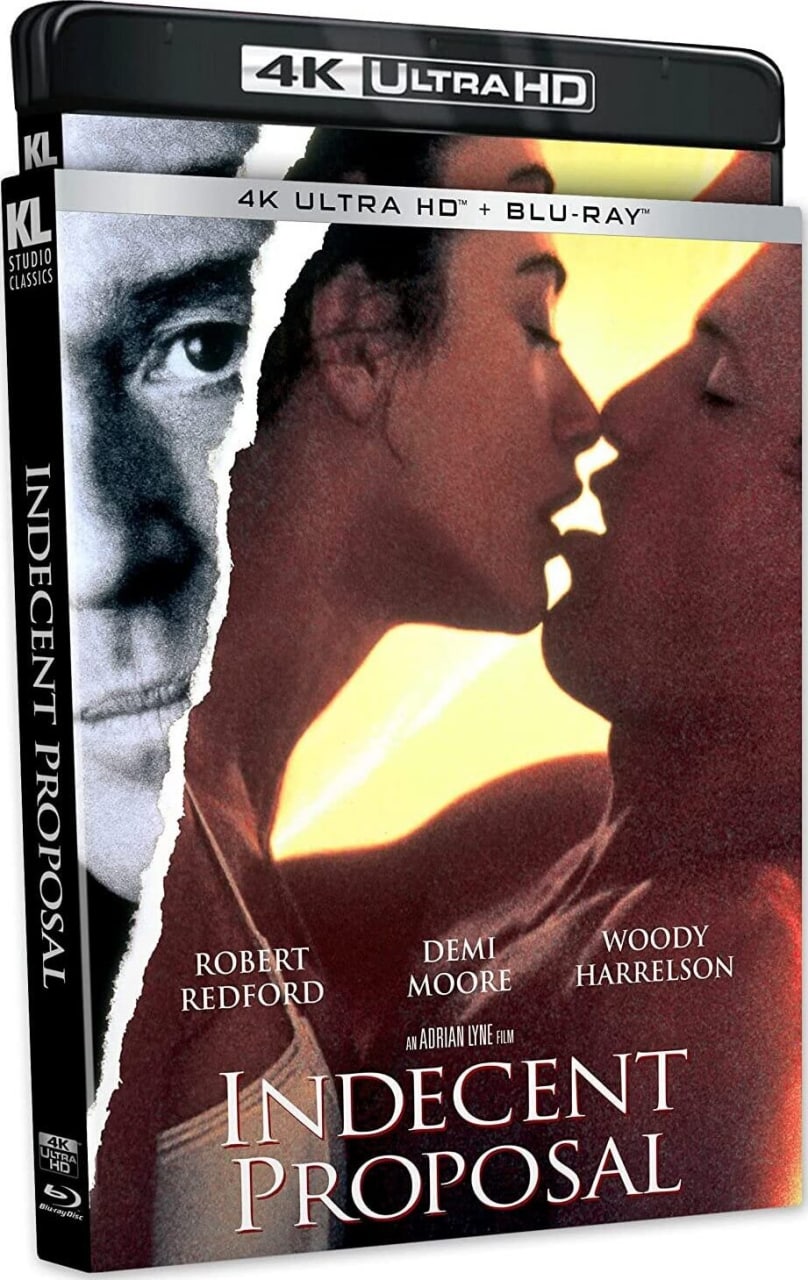 4K ULTRA HD
KL
4K ULTRA HD™ + BLU-RAY™
KL
STUDIO
CLASSICS
INDECENT PROPOSAL
ROBERT
REDFORD
DEMI
MOORE
WOODY
HARRELSON
AN ADRIAN LYNE FILM
INDECENT
PROPOSAL
4K
ULTRA
HD
Blu-ray Disc